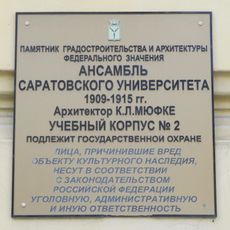 ПАМЯТНИК ГРАДОСТРОИТЕЛЬСТВА И АРХИТЕКТУРЫ
ФЕДЕРАЛЬНОГО ЗНАЧЕНИЯ
АНСАМБЛЬ
САРАТОВСКОГО УНИВЕРСИТЕТА
1909-1915 гг.
Архитектор К.Л.МЮФКЕ
УЧЕБНЫЙ КОРПУС № 2
ПОДЛЕЖИТ ГОСУДАРСТВЕННОЙ ОХРАНЕ
ЛИЦА, ПРИЧИНИВШИЕ ВРЕД
ОБЪЕКТУ КУЛЬТУРНОГО НАСЛЕДИЯ,
НЕСУТ В СООТВЕТСТВИИ
С ЗАКОНОДАТЕЛЬСТВОМ
РОССИЙСКОЙ ФЕДЕРАЦИИ
УГОЛОВНУЮ, АДМИНИСТРАТИВНУЮ
И ИНУЮ ОТВЕТСТВЕННОСТЬ